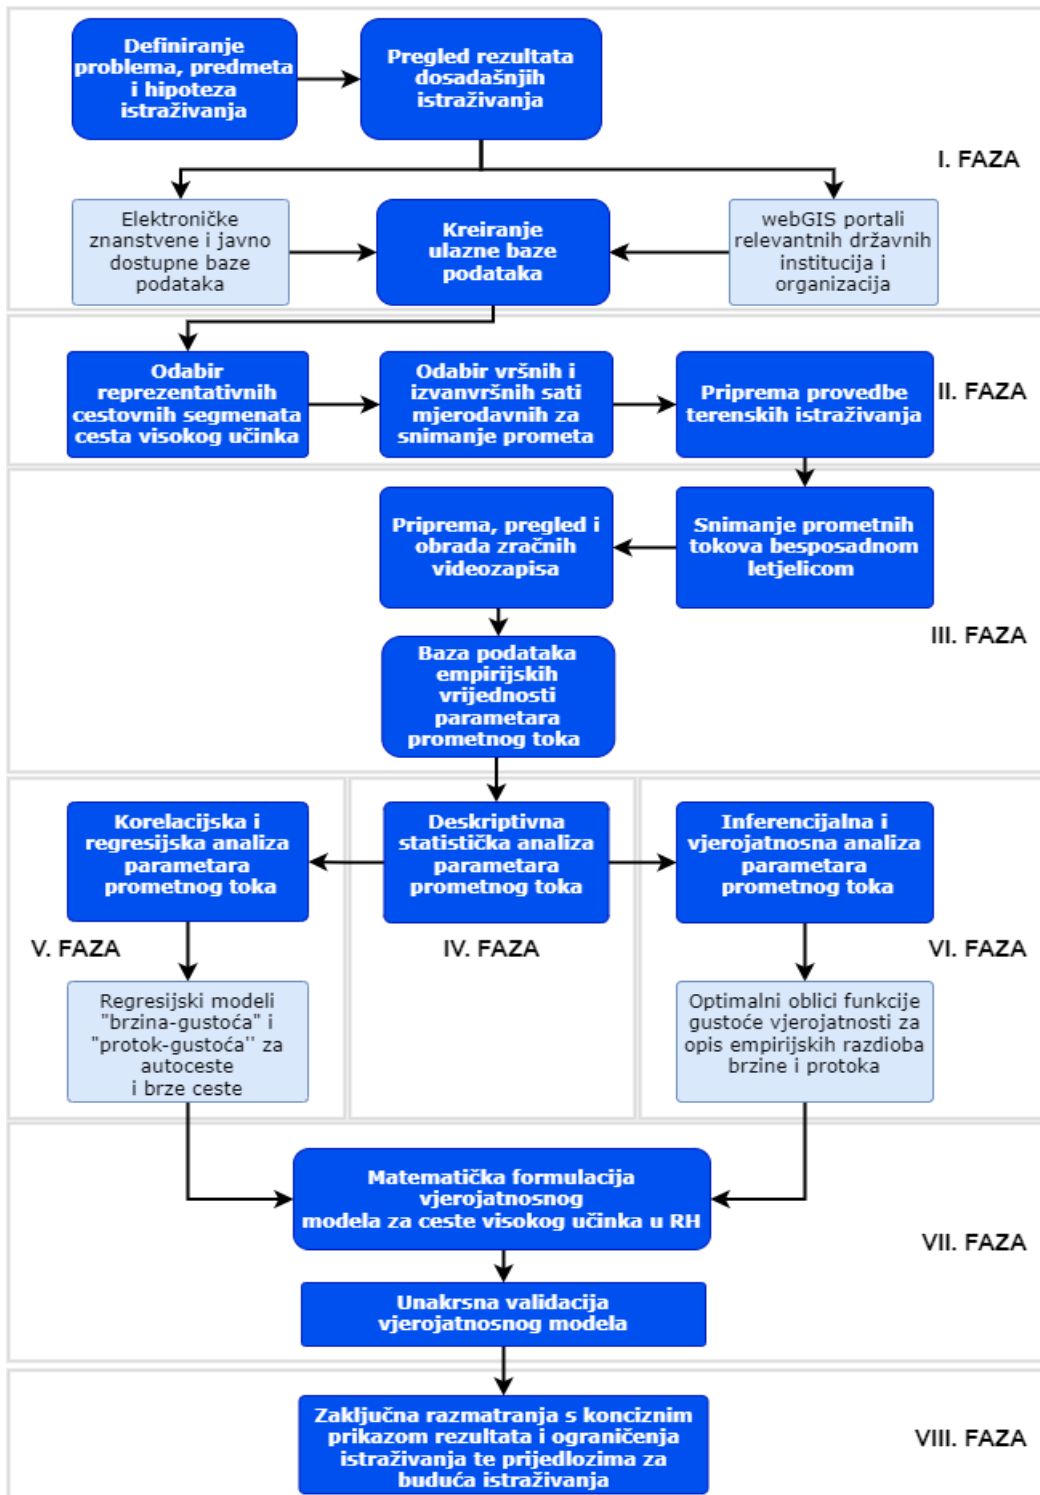 Definiranje
problema, predmeta
i hipoteza
istraživanja
Pregled rezultata
dosadašnjih
istraživanja
I. FAZA
Elektroničke
znanstvene i javno
dostupne baze
podataka
Kreiranje
ulazne baze
podataka
webGIS portali
relevantnih državnih
institucija i
organizacija
Odabir
reprezentativnih
cestovnih segmenata
cesta visokog učinka
Odabir vršnih i
izvanvršnih sati
mjerodavnih za
snimanje prometa
Priprema provedbe
terenskih istraživanja
II. FAZA
Priprema, pregled i
obrada zračnih
videozapisa
Snimanje prometnih
tokova besposadnom
letjelicom
III. FAZA
Baza podataka
empirijskih
vrijednosti
parametara
prometnog toka
Korelacijska i
regresijska analiza
parametara
prometnog toka
Deskriptivna
statistička analiza
parametara
prometnog toka
Inferencijalna i
vjerojatnosna analiza
parametara
prometnog toka
V. FAZA
IV. FAZA
VI. FAZA
Regresijski modeli
"brzina-gustoća" i
"protok-gustoća'' za
autoceste
i brze ceste
Optimalni oblici funkcije
gustoće vjerojatnosti za
opis empirijskih razdioba
brzine i protoka
Matematička formulacija
vjerojatnosnog
modela za ceste visokog učinka u RH
VII. FAZA
Unakrsna validacija
vjerojatnosnog modela
Zaključna razmatranja s konciznim
prikazom rezultata i ograničenja
istraživanja te prijedlozima za
buduća istraživanja
VIII. FAZA